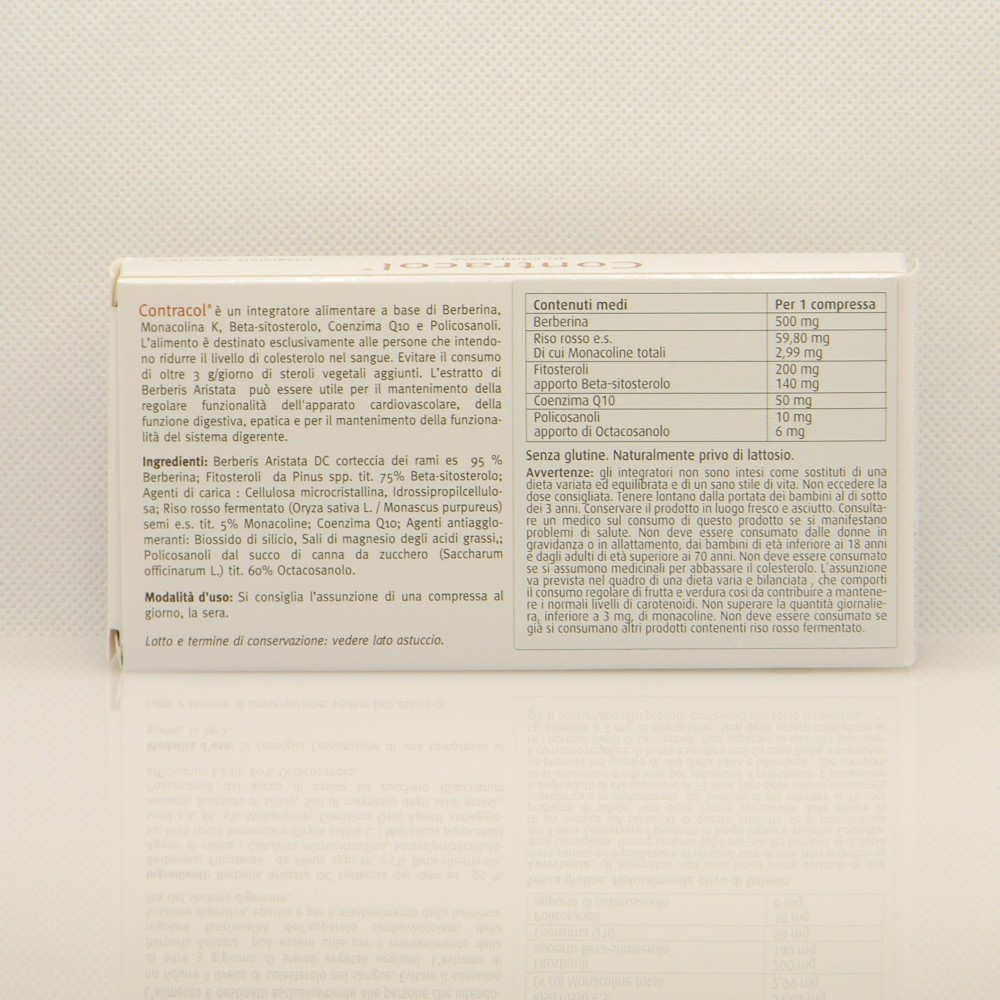 Contracol®
Contracol® è un integratore alimentare a base di Berberina,
Monacolina K, Beta-sitosterolo, Coenzima Q10 e Policosanoli.
L'alimento è destinato esclusivamente alle persone che intendo-
no ridurre il livello di colesterolo nel sangue. Evitare il consumo
di oltre 3 g/giorno di steroli vegetali aggiunti. L'estratto di
Berberis Aristata può essere utile per il mantenimento della
regolare funzionalità dell'apparato cardiovascolare, della
funzione digestiva, epatica e per il mantenimento della funziona-
lità del sistema digerente.
Ingredienti: Berberis Aristata DC corteccia dei rami es 95 %
Berberina; Fitosteroli da Pinus spp. tit. 75% Beta-sitosterolo;
Agenti di carica : Cellulosa microcristallina, Idrossipropilcellulo-
sa; Riso rosso fermentato (Oryza sativa L. / Monascus purpureus)
semi e.s. tit. 5% Monacoline; Coenzima Q10; Agenti antiagglo-
meranti: Biossido di silicio, Sali di magnesio degli acidi grassi,;
Policosanoli dal succo di canna da zucchero (Saccharum
officinarum L.) tit. 60% Octacosanolo.
Modalità d'uso: Si consiglia l'assunzione di una compressa al
giorno, la sera.
Lotto e termine di conservazione: vedere lato astuccio.
Contenuti medi Per 1 compressa
Berberina 500 mg
Riso rosso e.s. 59,80 mg
Di cui Monacoline totali 2,99 mg
Fitosteroli 200 mg
apporto Beta-sitosterolo 140 mg
Coenzima Q10 50 mg
Policosanoli 10 mg
apporto di Octacosanolo 6 mg
Senza glutine. Naturalmente privo di lattosio.
Avvertenze: gli integratori non sono intesi come sostituti di una
dieta variata ed equilibrata e di un sano stile di vita. Non eccedere la
dose consigliata. Tenere lontano dalla portata dei bambini al di sotto
dei 3 anni. Conservare il prodotto in luogo fresco e asciutto. Consulta-
re un medico sul consumo di questo prodotto se si manifestano
problemi di salute. Non deve essere consumato dalle donne in
gravidanza o in allattamento, dai bambini di età inferiore ai 18 anni
e dagli adulti di età superiore ai 70 anni. Non deve essere consumato
se si assumono medicinali per abbassare il colesterolo. L'assunzione
va prevista nel quadro di una dieta varia e bilanciata , che comporti
il consumo regolare di frutta e verdura così da contribuire a mantene-
re i normali livelli di carotenoidi. Non superare la quantità giornalie-
ra, inferiore a 3 mg, di monacoline. Non deve essere consumato se
già si consumano altri prodotti contenenti riso rosso fermentato.